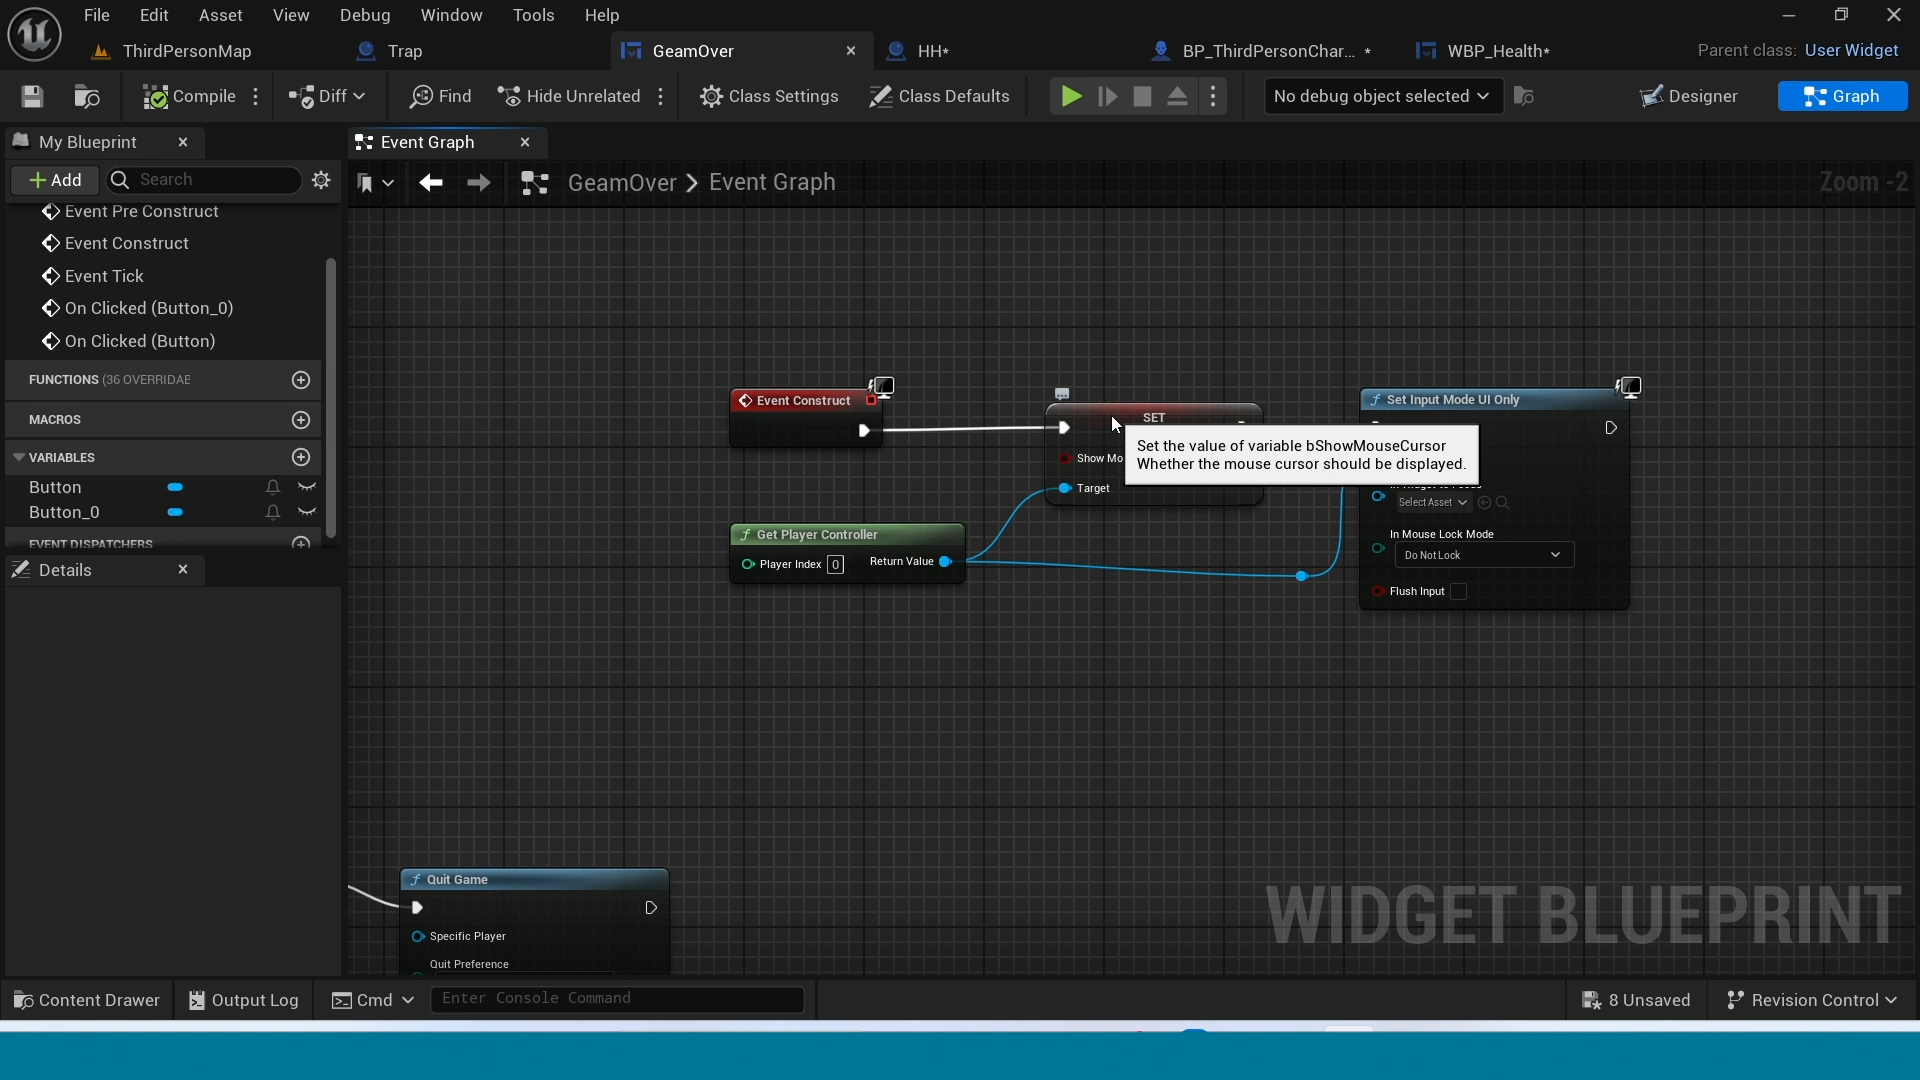 File Edit Asset View Debug Window Tools Help
ThirdPersonMap Trap GeamOver HH* BP_ThirdPersonChar... * WBP_Health* Parent class: User Widget
Compile Diff Find Hide Unrelated Class Settings Class Defaults No debug object selected Designer Graph
My Blueprint Event Graph
Add Search GeamOver > Event Graph Zoom -2
Event Pre Construct
Event Construct
Event Tick
On Clicked (Button_0)
On Clicked (Button)
FUNCTIONS (36 OVERRIDAE
MACROS
VARIABLES
Button
Button_0
EVENT DISPATCHERS
Details
Event Construct
SET
Show Mo
Target
Set the value of variable bShowMouseCursor
Whether the mouse cursor should be displayed.
Get Player Controller
Player Index 0 Return Value
f Set Input Mode UI Only
Select Asset
In Mouse Lock Mode
Do Not Lock
Flush Input
f Quit Game
Specific Player
Quit Preference
WIDGET BLUEPRINT
Content Drawer Output Log Cmd Enter Console Command 8 Unsaved Revision Control